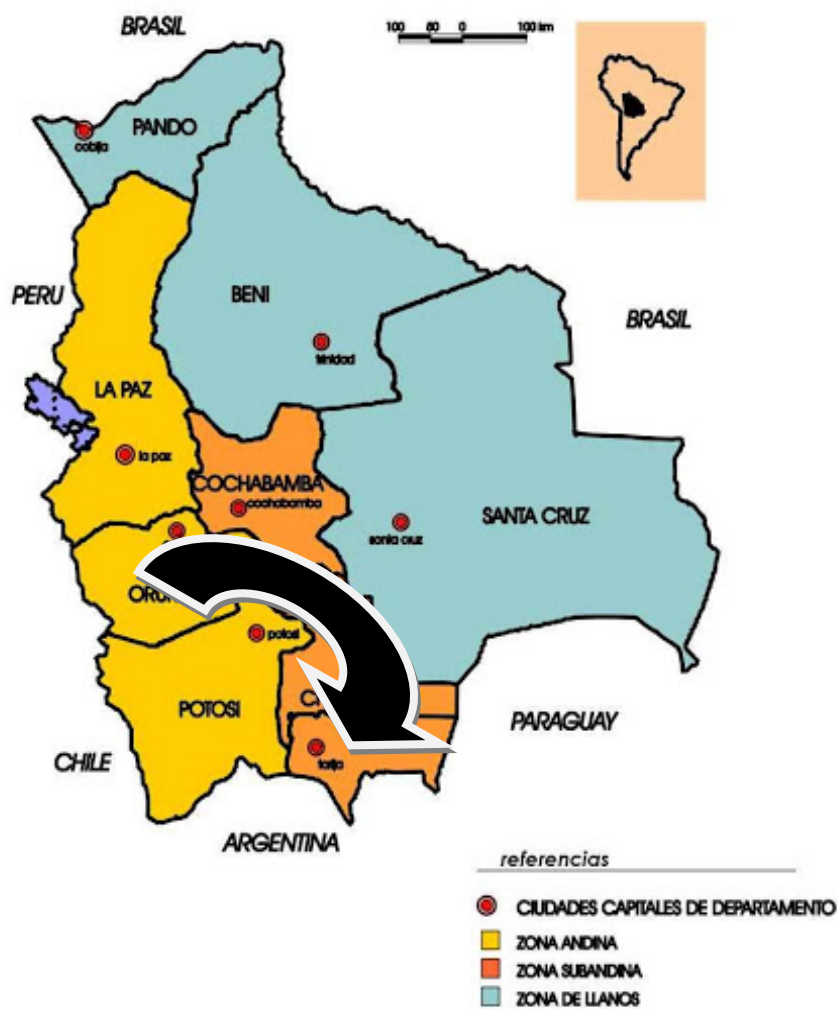 BRASIL
100 50 0 100 km
PANDO
cobija
PERU
BENI
BRASIL
trinidad
LA PAZ
la paz
COCHABAMBA
cochabamba
SANTA CRUZ
santa cruz
potosi
POTOSI
PARAGUAY
tarija
CHILE
ARGENTINA
referencias
CIUDADES CAPITALES DE DEPARTAMENTO
ZONA ANDINA
ZONA SUBANDINA
ZONA DE LLANOS